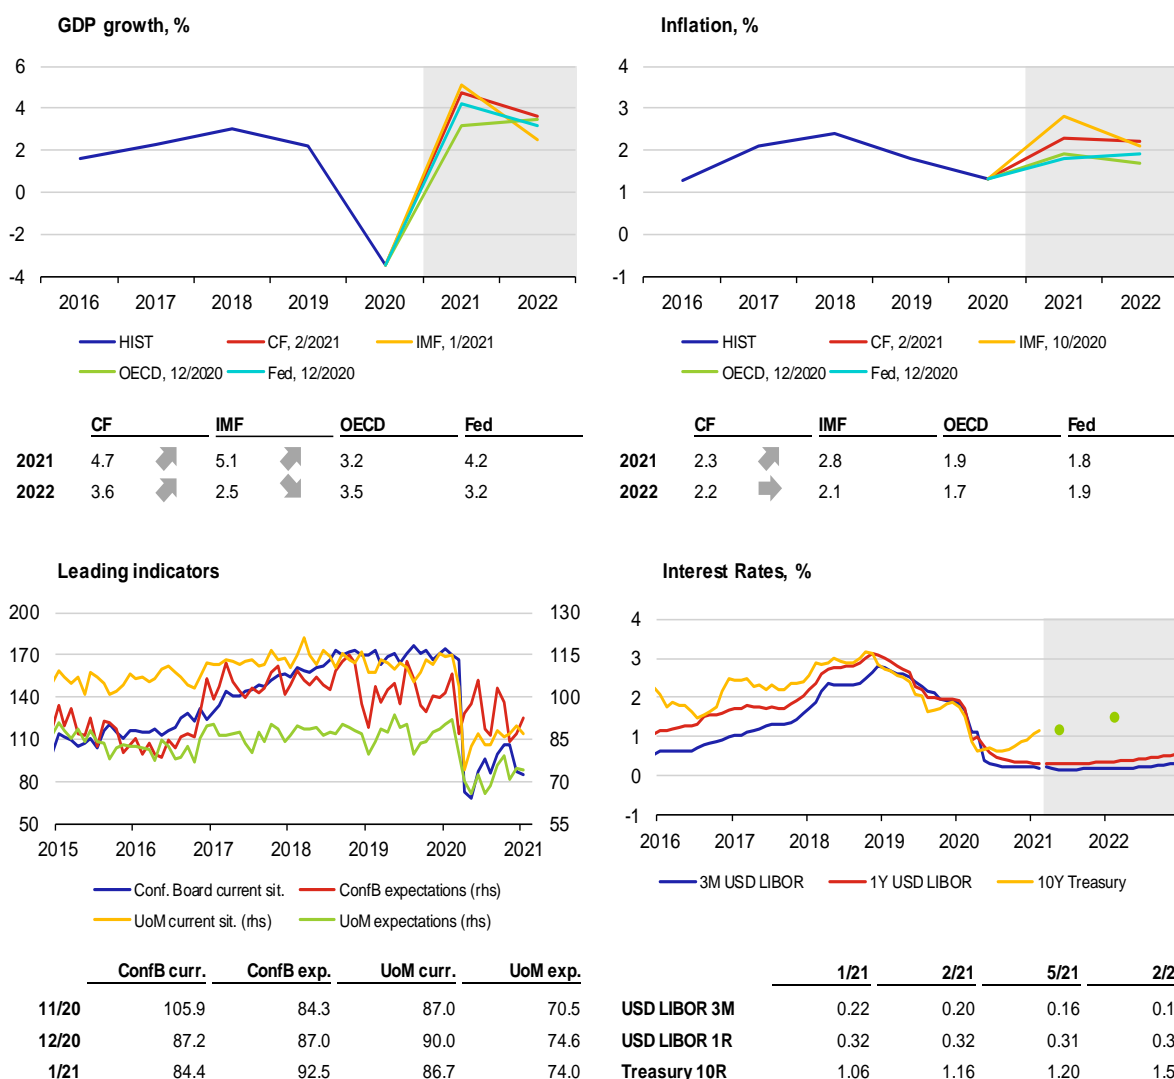 GDP growth, %
6
4
2
0
-2
-4
2016 2017 2018 2019 2020 2021 2022
HIST CF, 2/2021 IMF, 1/2021
OECD, 12/2020 Fed, 12/2020
CF IMF OECD Fed
2021 4.7 5.1 3.2 4.2
2022 3.6 2.5 3.5 3.2
Inflation, %
4
3
2
1
0
-1
2016 2017 2018 2019 2020 2021 2022
HIST CF, 2/2021 IMF, 10/2020
OECD, 12/2020 Fed, 12/2020
CF IMF OECD Fed
2021 2.3 2.8 1.9 1.8
2022 2.2 2.1 1.7 1.9
Leading indicators
200 130
170 115
140 100
110 85
80 70
50 55
2015 2016 2017 2018 2019 2020 2021
Conf. Board current sit. ConfB expectations (rhs)
UoM current sit. (rhs) UoM expectations (rhs)
ConfB curr. ConfB exp. UoM curr. UoM exp.
11/20 105.9 84.3 87.0 70.5
12/20 87.2 87.0 90.0 74.6
1/21 84.4 92.5 86.7 74.0
Interest Rates, %
4
3
2
1
0
-1
2016 2017 2018 2019 2020 2021 2022
3M USD LIBOR 1Y USD LIBOR 10Y Treasury
1/21 2/21 5/21
USD LIBOR 3M 0.22 0.20 0.16
USD LIBOR 1R 0.32 0.32 0.31
Treasury 10R 1.06 1.16 1.20